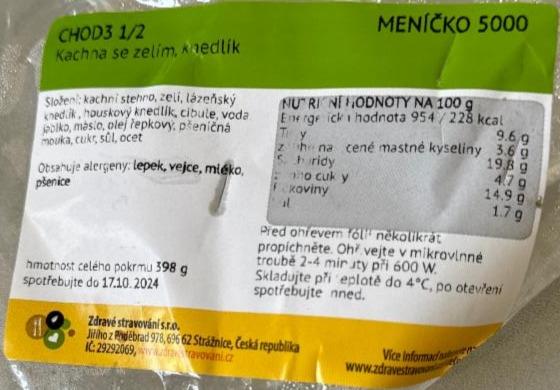 CHOD3 1/2
MENÍČKO 5000
Kachna se zelím, knedlík
Složení: kachní stehno, zelí, lázeňský
knedlík, houskový knedlík, cibule, voda
jablko, máslo, olej řepkový, pšeničná
mouka, cukr, sůl, ocet
Obsahuje alergeny: lepek, vejce, mléko,
pšenice
hmotnost celého pokrmu 398 g
spotřebujte do 17.10. 2024
HODNOTY NA 100 g
hodnota 954 / 228 kcal
9.6 g
mastné kyseliny 3.6 g
19.8 g
4.7 g
14.9 g
1.7 g
Před ohřevem fólii několikrát
propíchněte. Ohřívejte v mikrovlnné
troubě 2-4 minuty při 600 W.
Skladujte při teplotě do 4°C, po otevření
spotřebujte ihned.
Zdravé stravování s.r.o.
Jiřího z Poděbrad 978, 696 62 Strážnice, Česká republika
IČ: 29292069, www.zdravestravovani.cz
Více informací